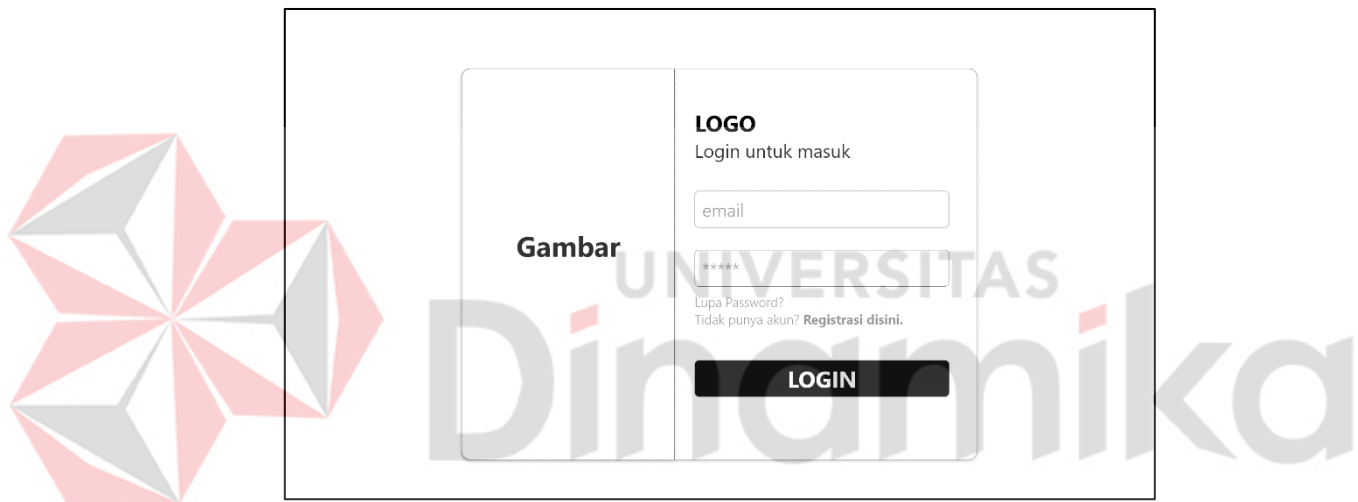 LOGO
Login untuk masuk
email
Gambar
*****
Lupa Password?
Tidak punya akun? Registrasi disini.
LOGIN
UNIVERSITAS
Dinamika